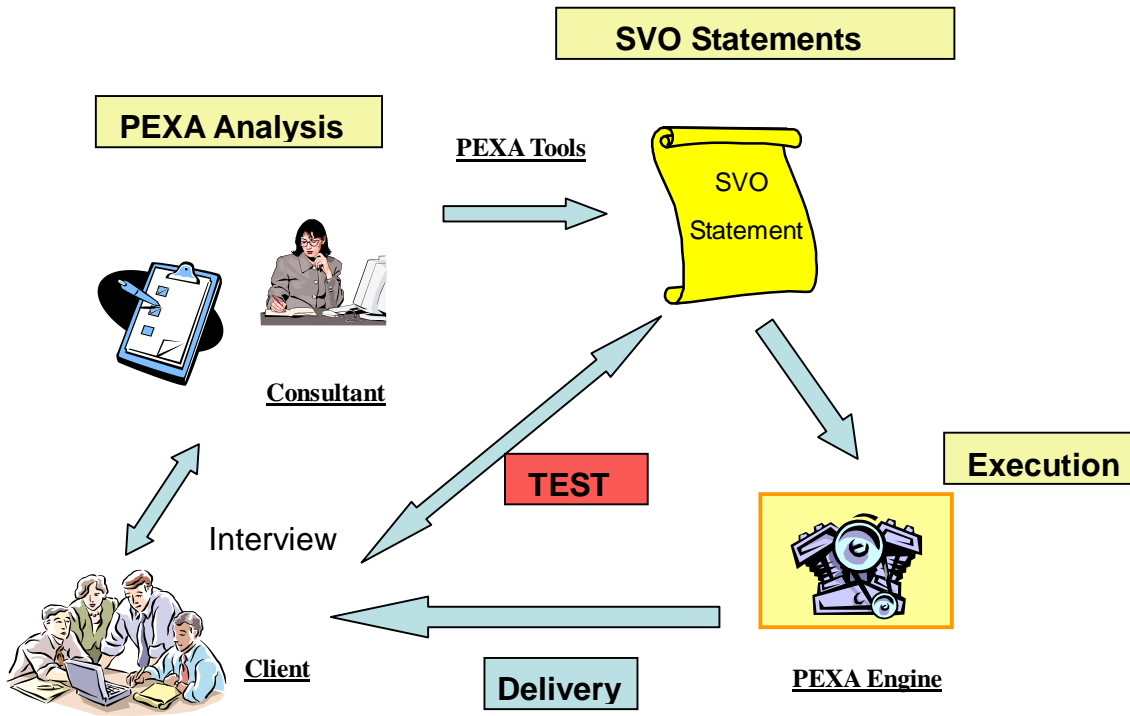 SVO Statements
PEXA Analysis
PEXA Tools
SVO
Statement
Consultant
TEST
Execution
Interview
Client
Delivery
PEXA Engine